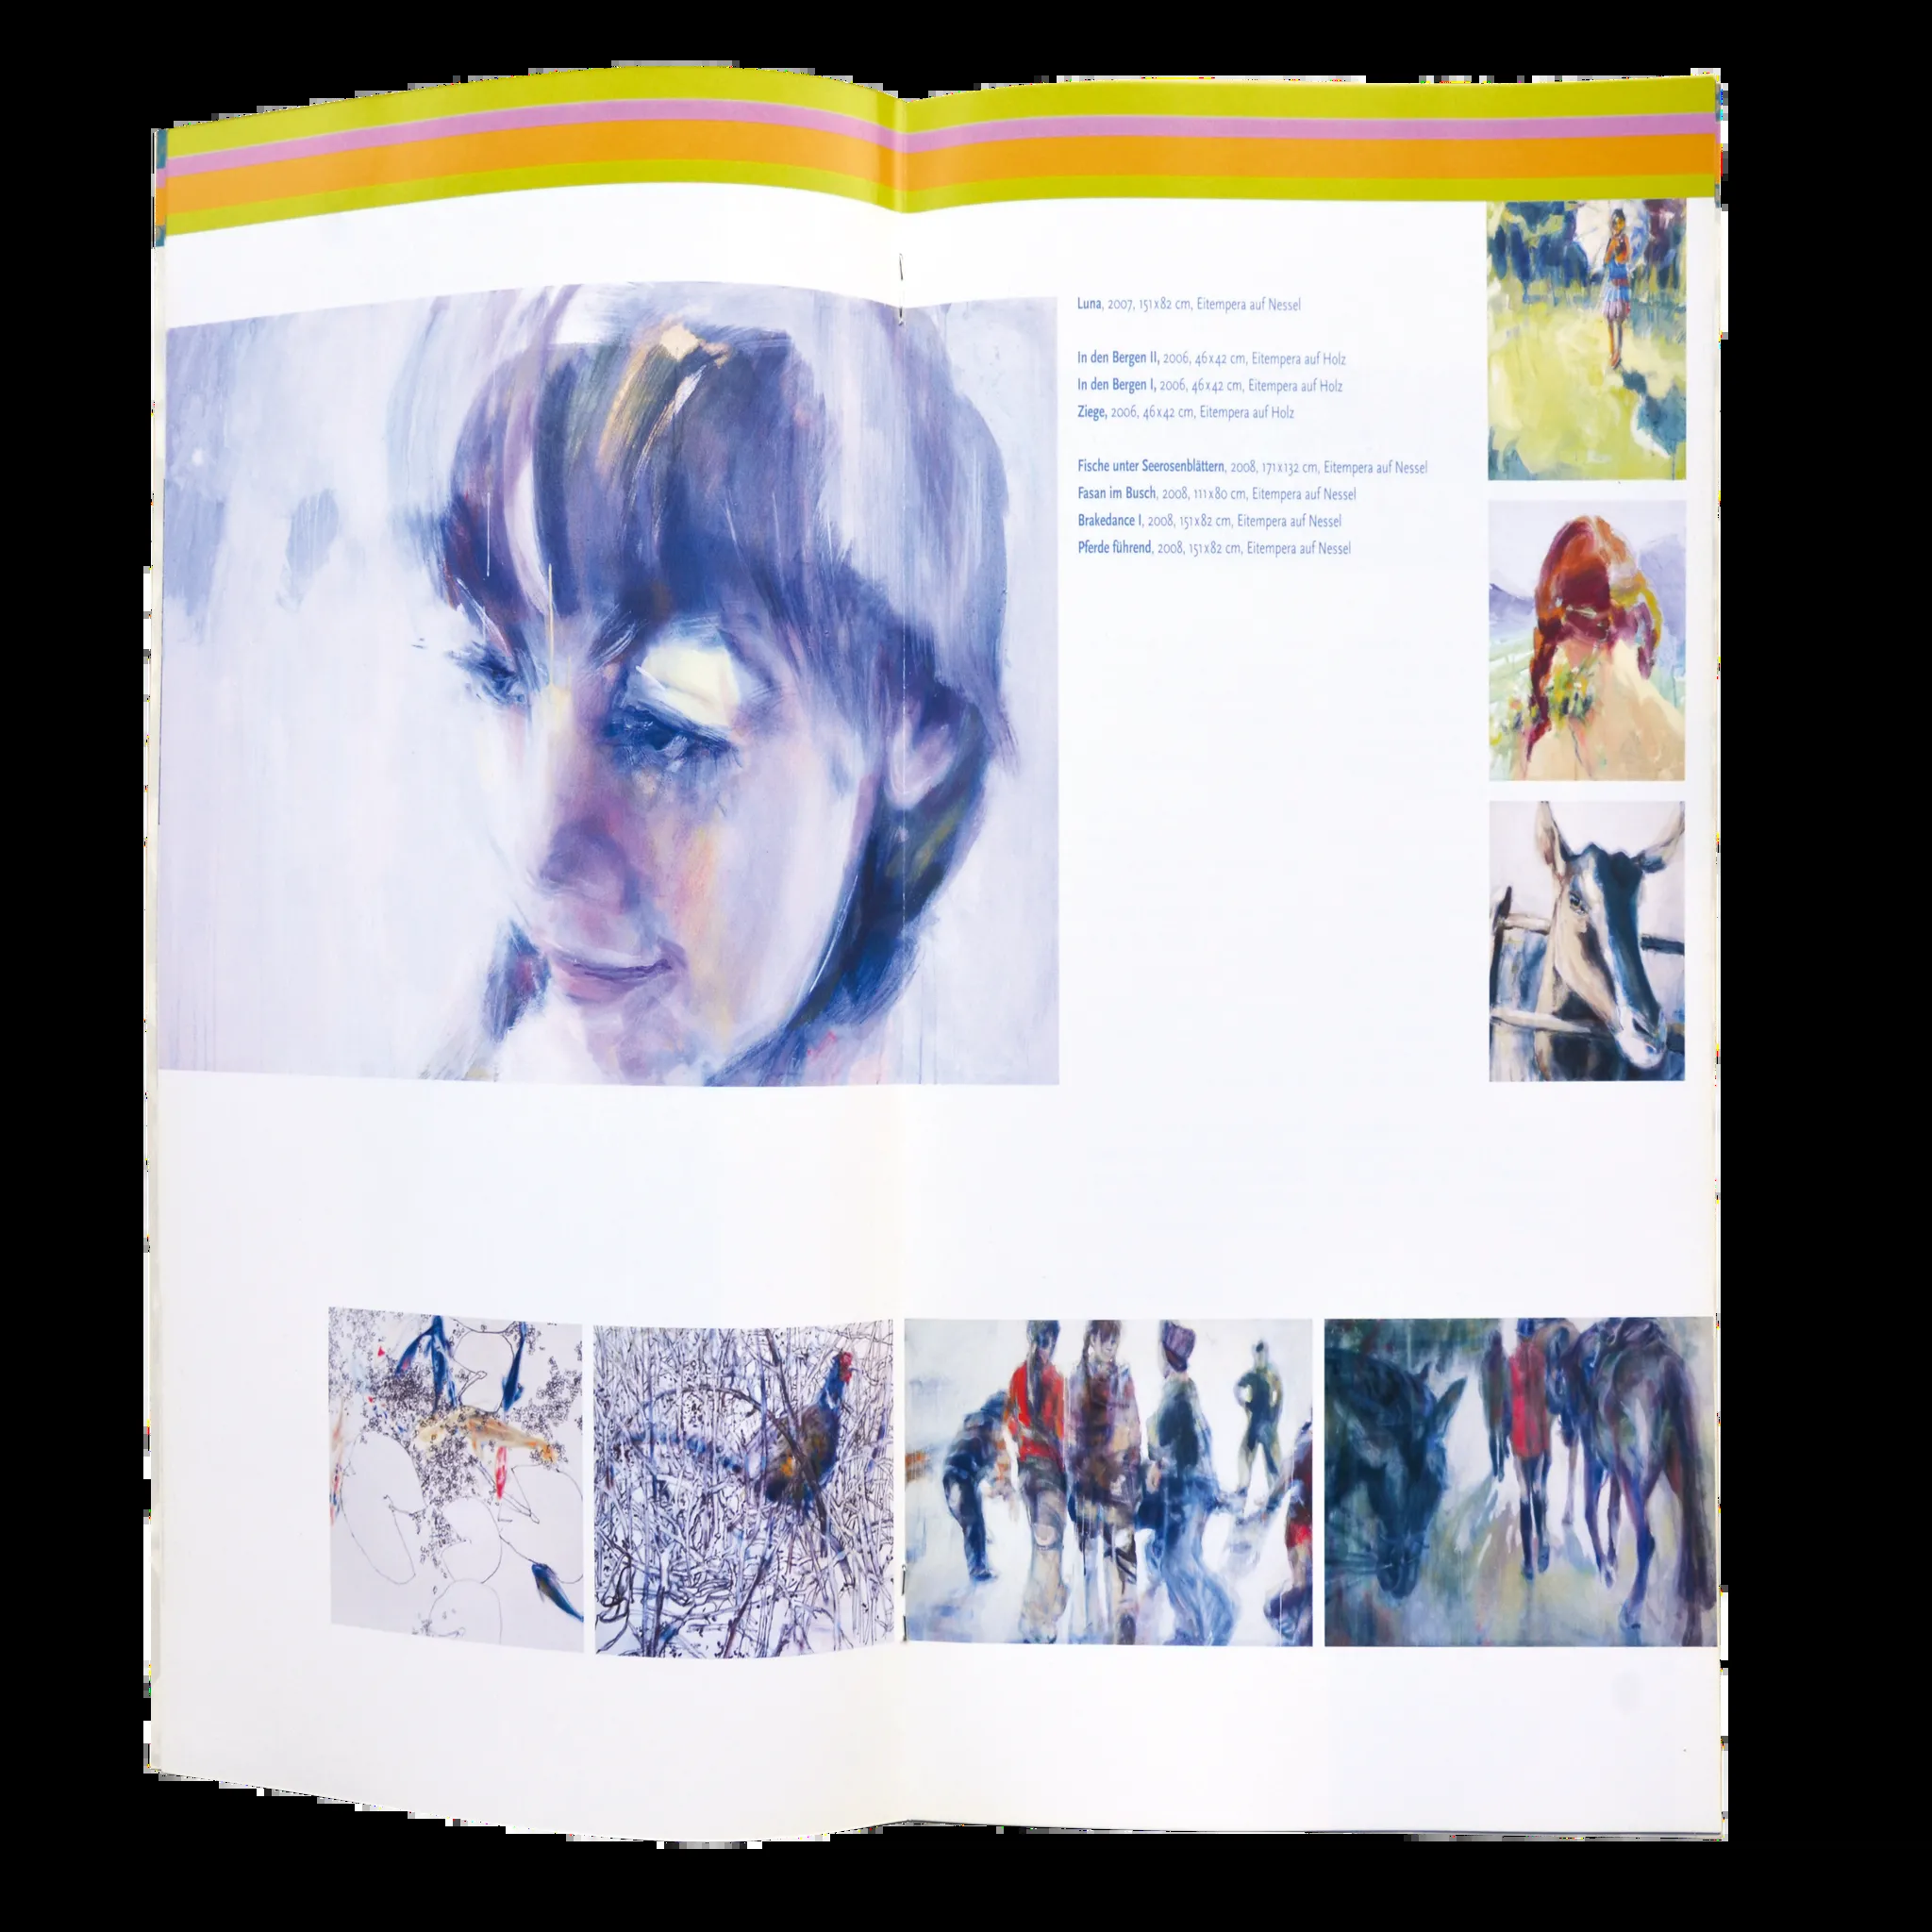 Luna, 2007, 151x82 cm, Eitempera auf Nessel
In den Bergen II, 2006, 46x42 cm, Eitempera auf Holz
In den Bergen I, 2006, 46x42 cm, Eitempera auf Holz
Ziege, 2006, 46x42 cm, Eitempera auf Holz
Fische unter Seerosenblättern, 2008, 171x132 cm, Eitempera auf Nessel
Fasan im Busch, 2008, 111x80 cm, Eitempera auf Nessel
Brakedance I, 2008, 151x82 cm, Eitempera auf Nessel
Pferde führend, 2008, 151x82 cm, Eitempera auf Nessel